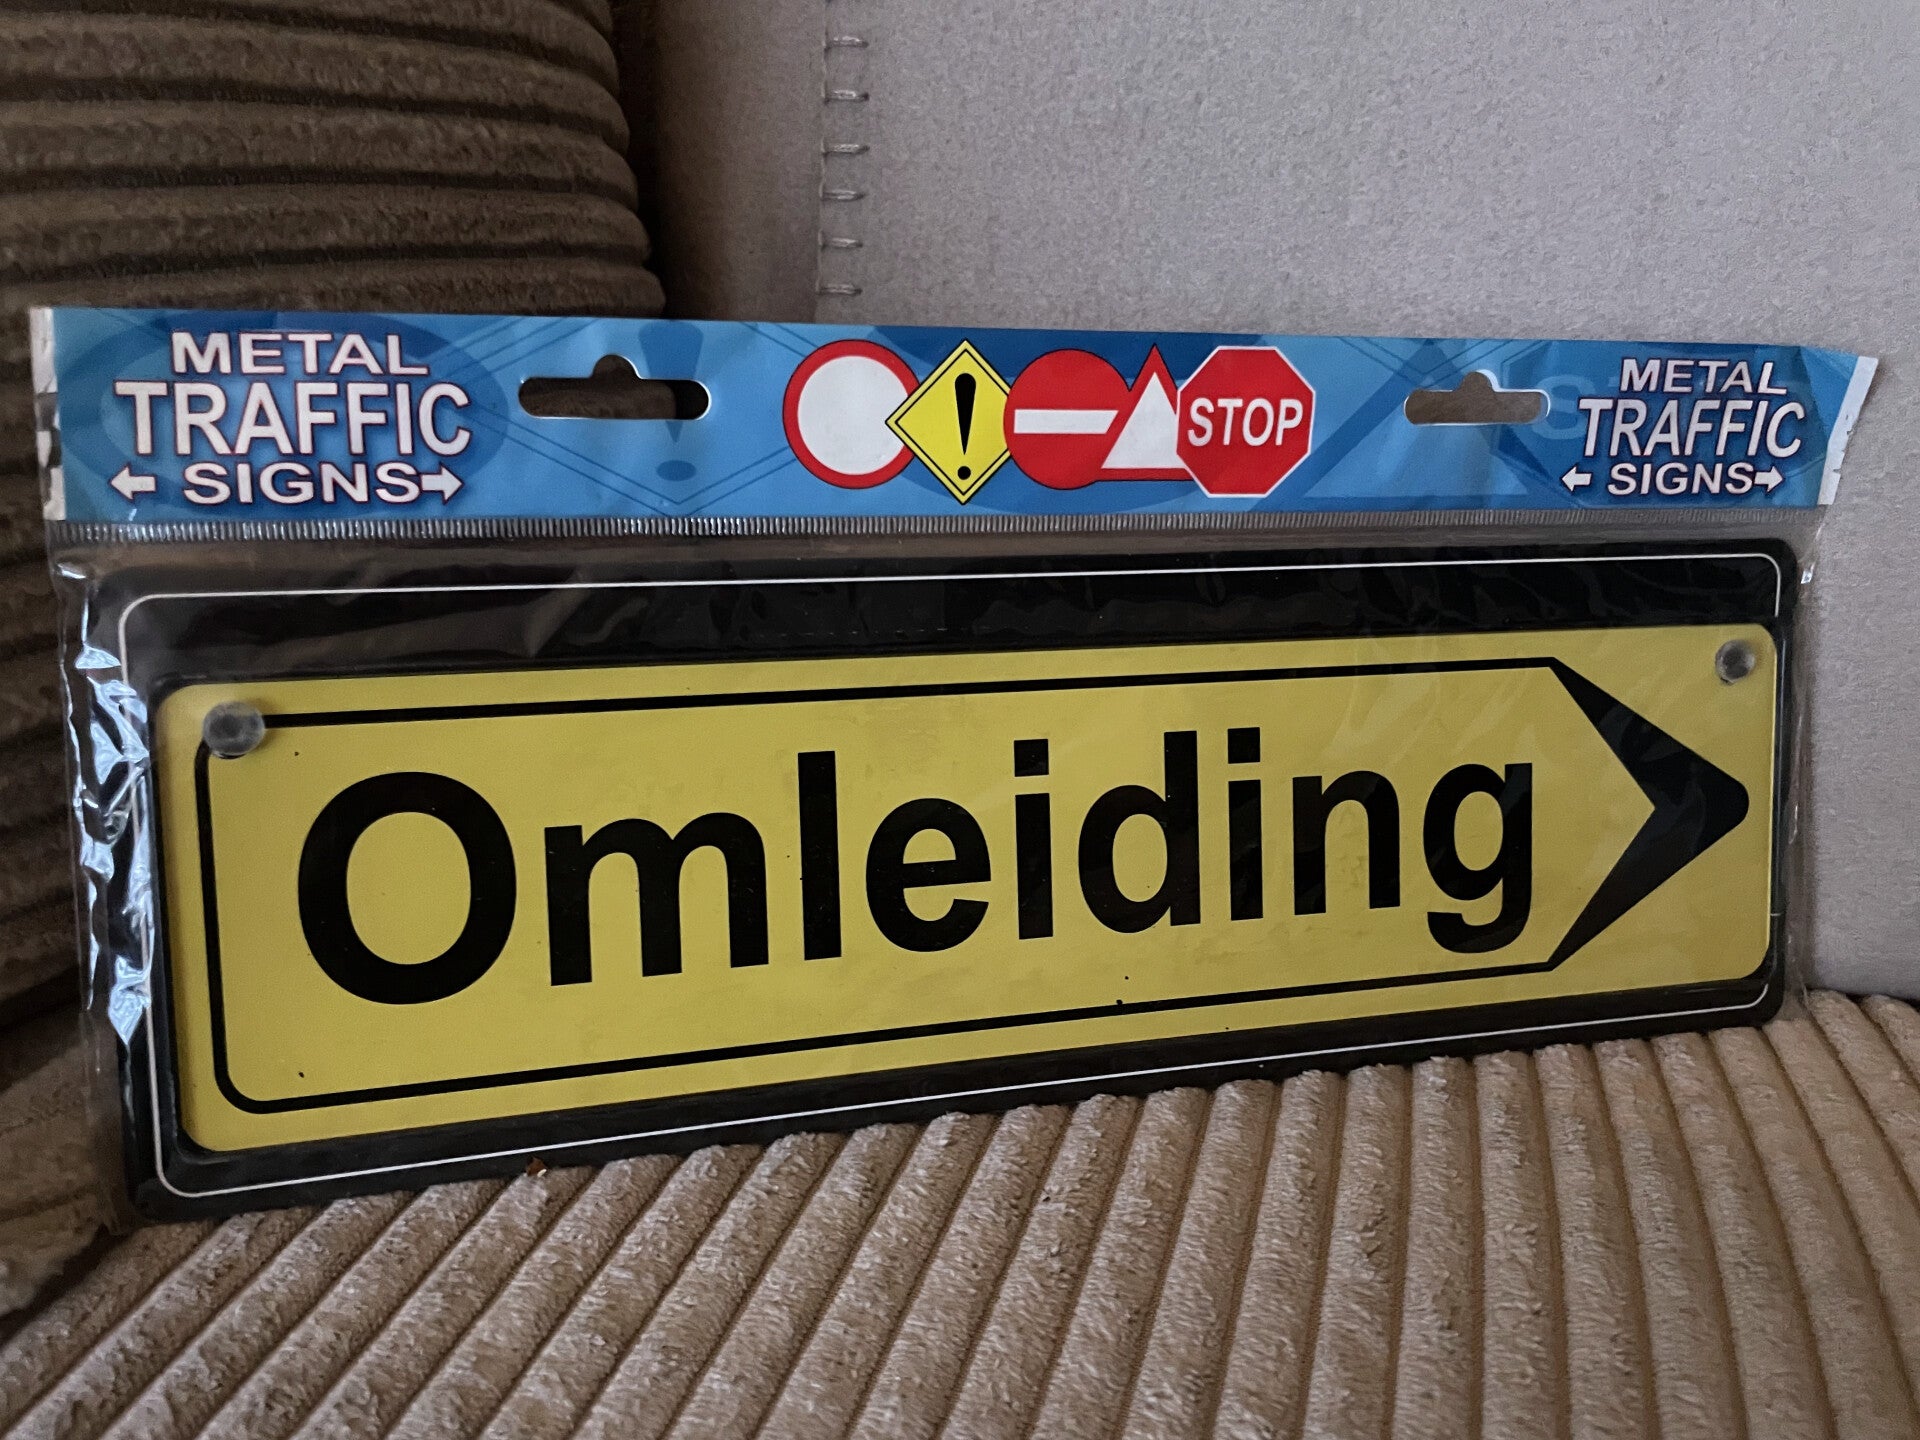 METAL
TRAFFIC
SIGNS
STOP
METAL
TRAFFIC
SIGNS
Omleiding